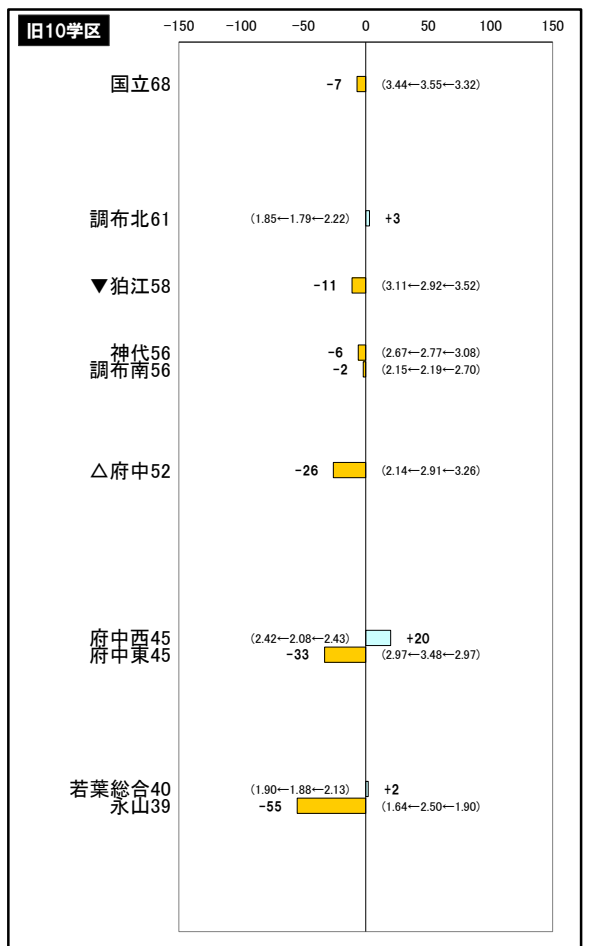 旧10学区
-150 -100 -50 0 50 100 150
国立68 -7 (3.44←3.55←3.32)
調布北61 (1.85←1.79←2.22) +3
▼狛江58 -11 (3.11←2.92←3.52)
神代56 -6 (2.67←2.77←3.08)
調布南56 -2 (2.15←2.19←2.70)
△府中52 -26 (2.14←2.91←3.26)
府中西45 (2.42←2.08←2.43) +20
府中東45 -33 (2.97←3.48←2.97)
若葉総合40 (1.90←1.88←2.13) +2
永山39 -55 (1.64←2.50←1.90)